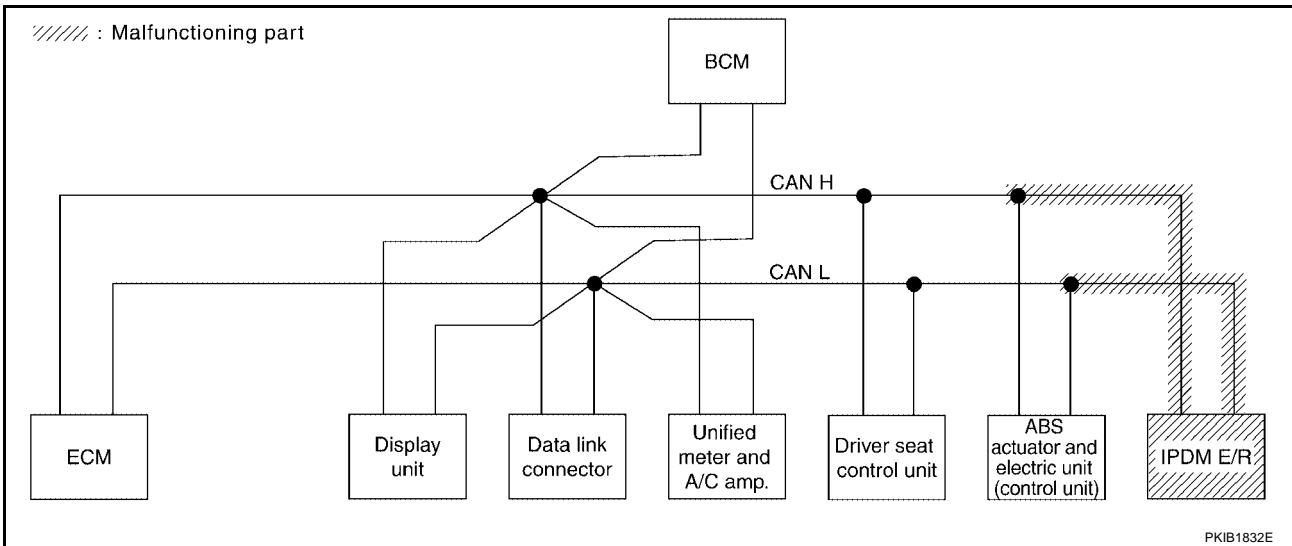 : Malfunctioning part
BCM
CAN H
CAN L
ECM
Display
unit
Data link
connector
Unified
meter and
A/C amp.
Driver seat
control unit
ABS
actuator and
electric unit
(control unit)
IPDM E/R
PKIB1832E